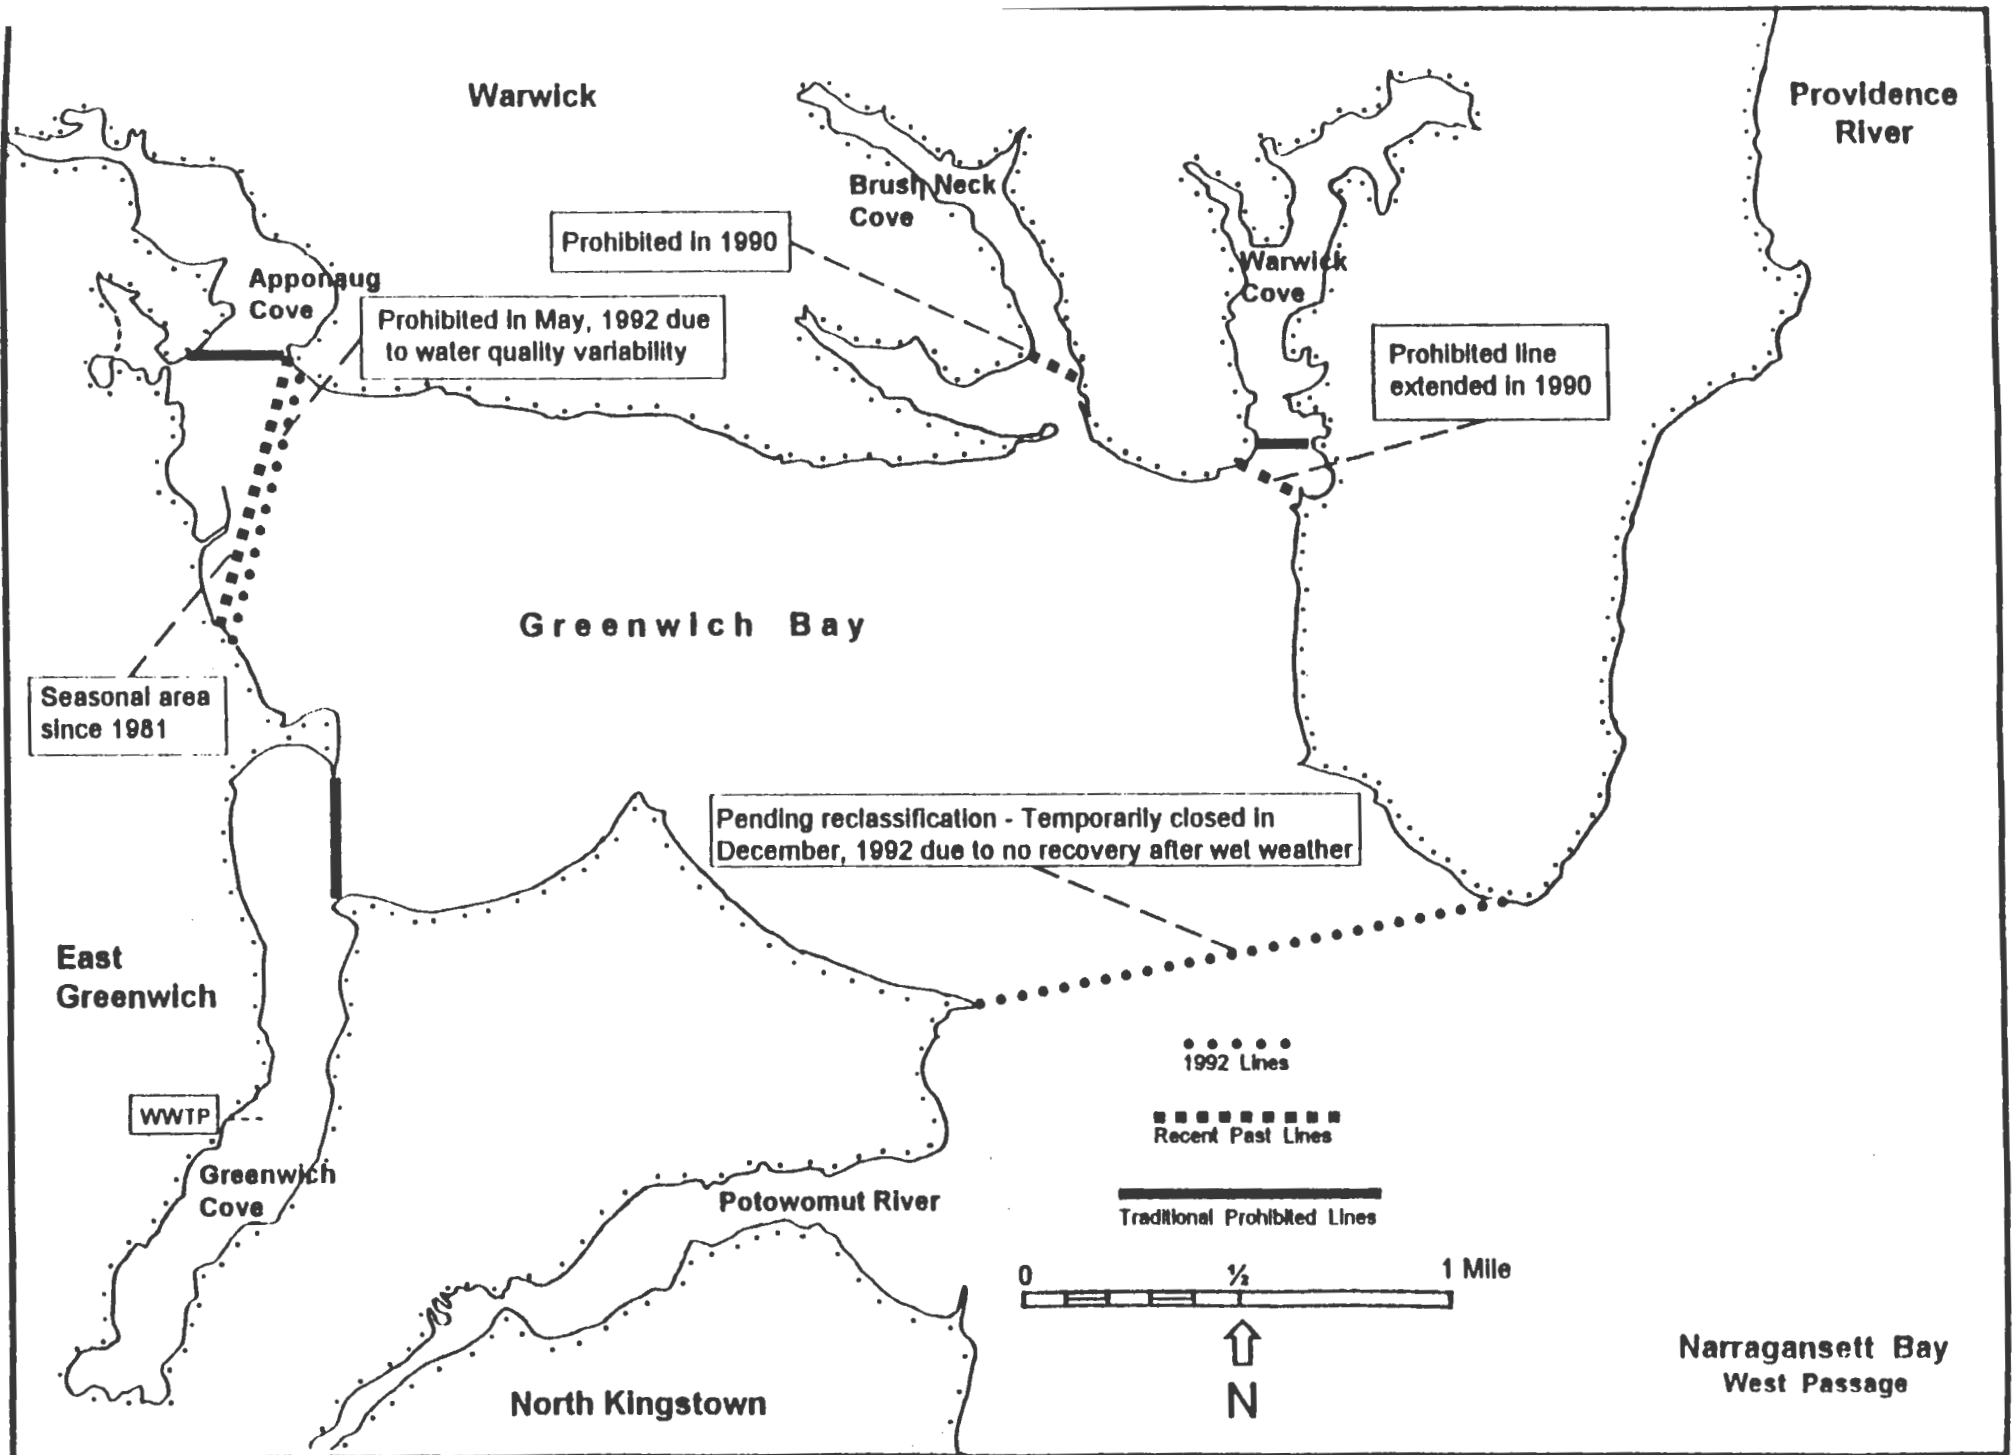 Warwick
Providence
River
Brush Neck
Cove
Prohibited in 1990
Warwick
Cove
Apponaug
Cove
Prohibited In May, 1992 due
to water quality variability
Prohibited line
extended in 1990
Greenwich Bay
Seasonal area
since 1981
Pending reclassification - Temporarily closed in
December, 1992 due to no recovery after wet weather
East
Greenwich
1992 Lines
WWTP
Recent Past Lines
Greenwich
Cove
Potowomut River
Traditional Prohibited Lines
0 ½ 1 Mile
N
North Kingstown
Narragansett Bay
West Passage